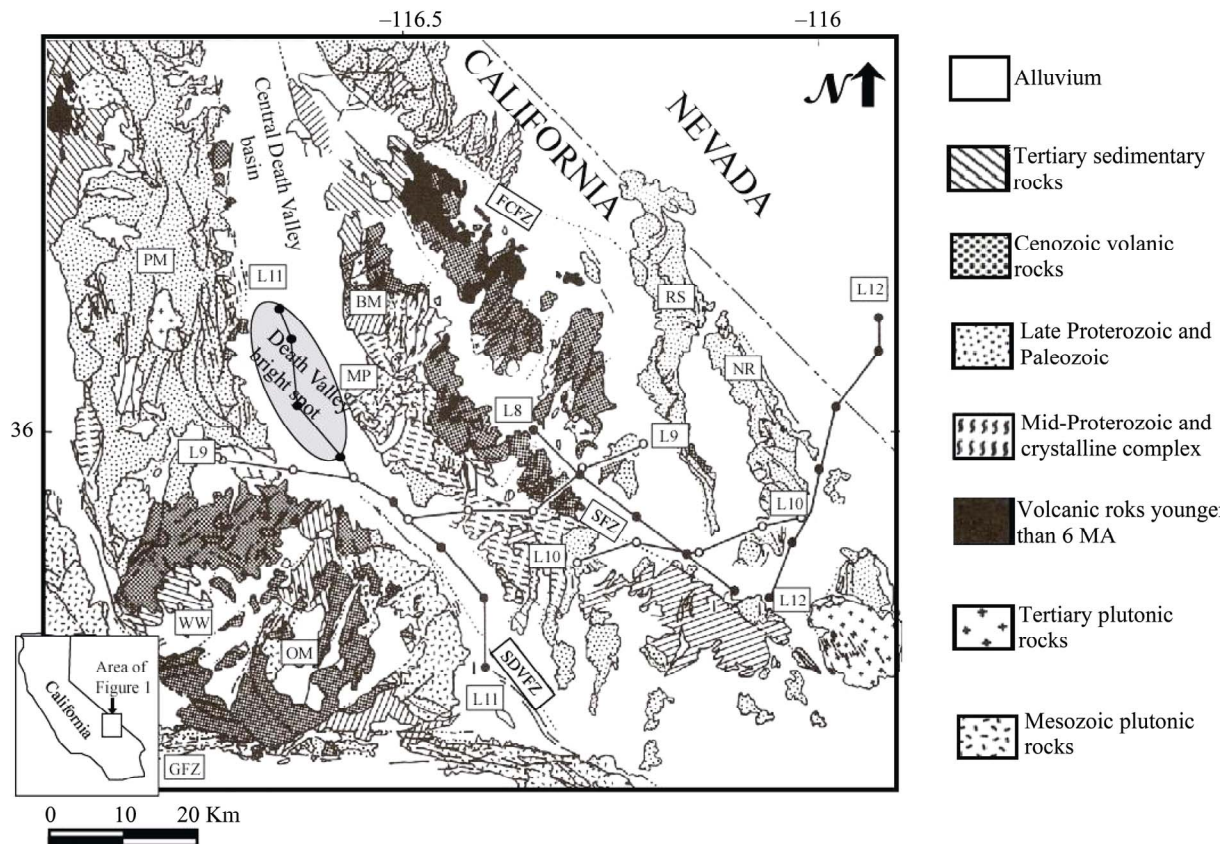 −116.5
−116
36
N
CALIFORNIA
NEVADA
Central Death Valley
basin
FCFZ
PM
L11
BM
RS
L12
Death Valley
bright spot
MP
NR
L8
L9
L9
L10
SFZ
L10
L12
WW
OM
SDVFZ
L11
GFZ
Area of
Figure 1
California
0 10 20 Km
Alluvium
Tertiary sedimentary
rocks
Cenozoic volanic
rocks
Late Proterozoic and
Paleozoic
Mid-Proterozoic and
crystalline complex
Volcanic roks younger
than 6 MA
Tertiary plutonic
rocks
Mesozoic plutonic
rocks